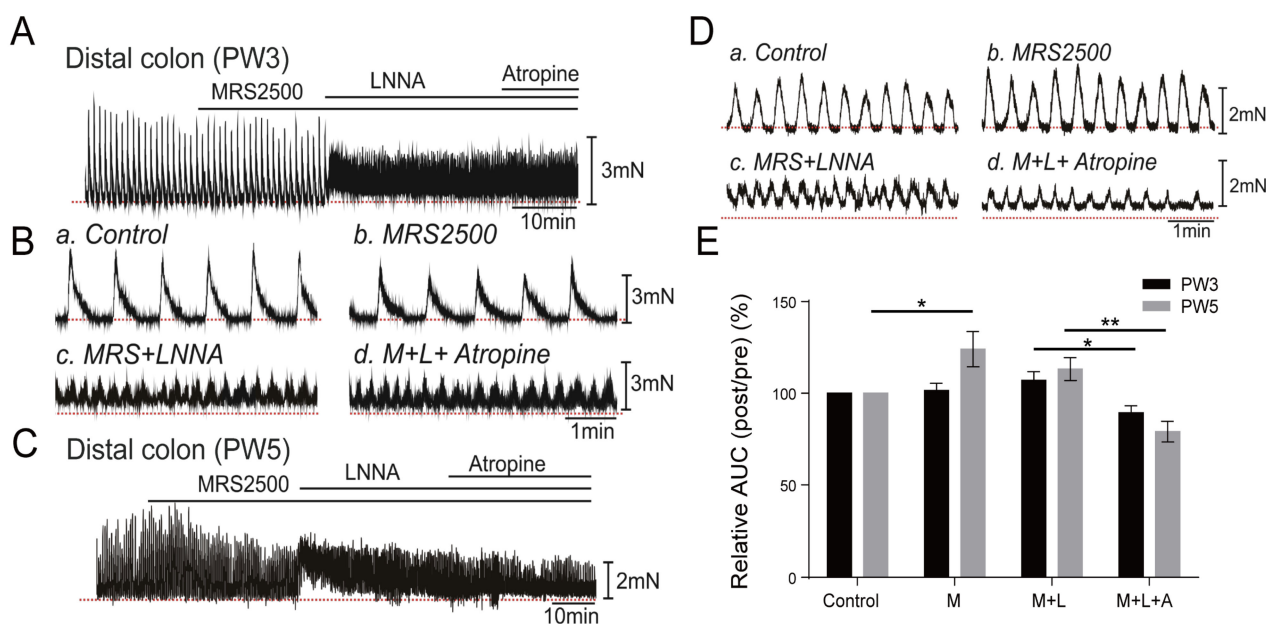 A
Distal colon (PW3)
Atropine
LNNA
MRS2500
3mN
10min
B
a. Control
b. MRS2500
3mN
c. MRS+LNNA
d. M+L+ Atropine
3mN
1min
C
Distal colon (PW5)
Atropine
LNNA
MRS2500
2mN
10min
D
a. Control
b. MRS2500
2mN
c. MRS+LNNA
d. M+L+ Atropine
2mN
1min
E
Relative AUC (post/pre) (%)
150
100
50
0
*
**
*
PW3
PW5
Control
M
M+L
M+L+A